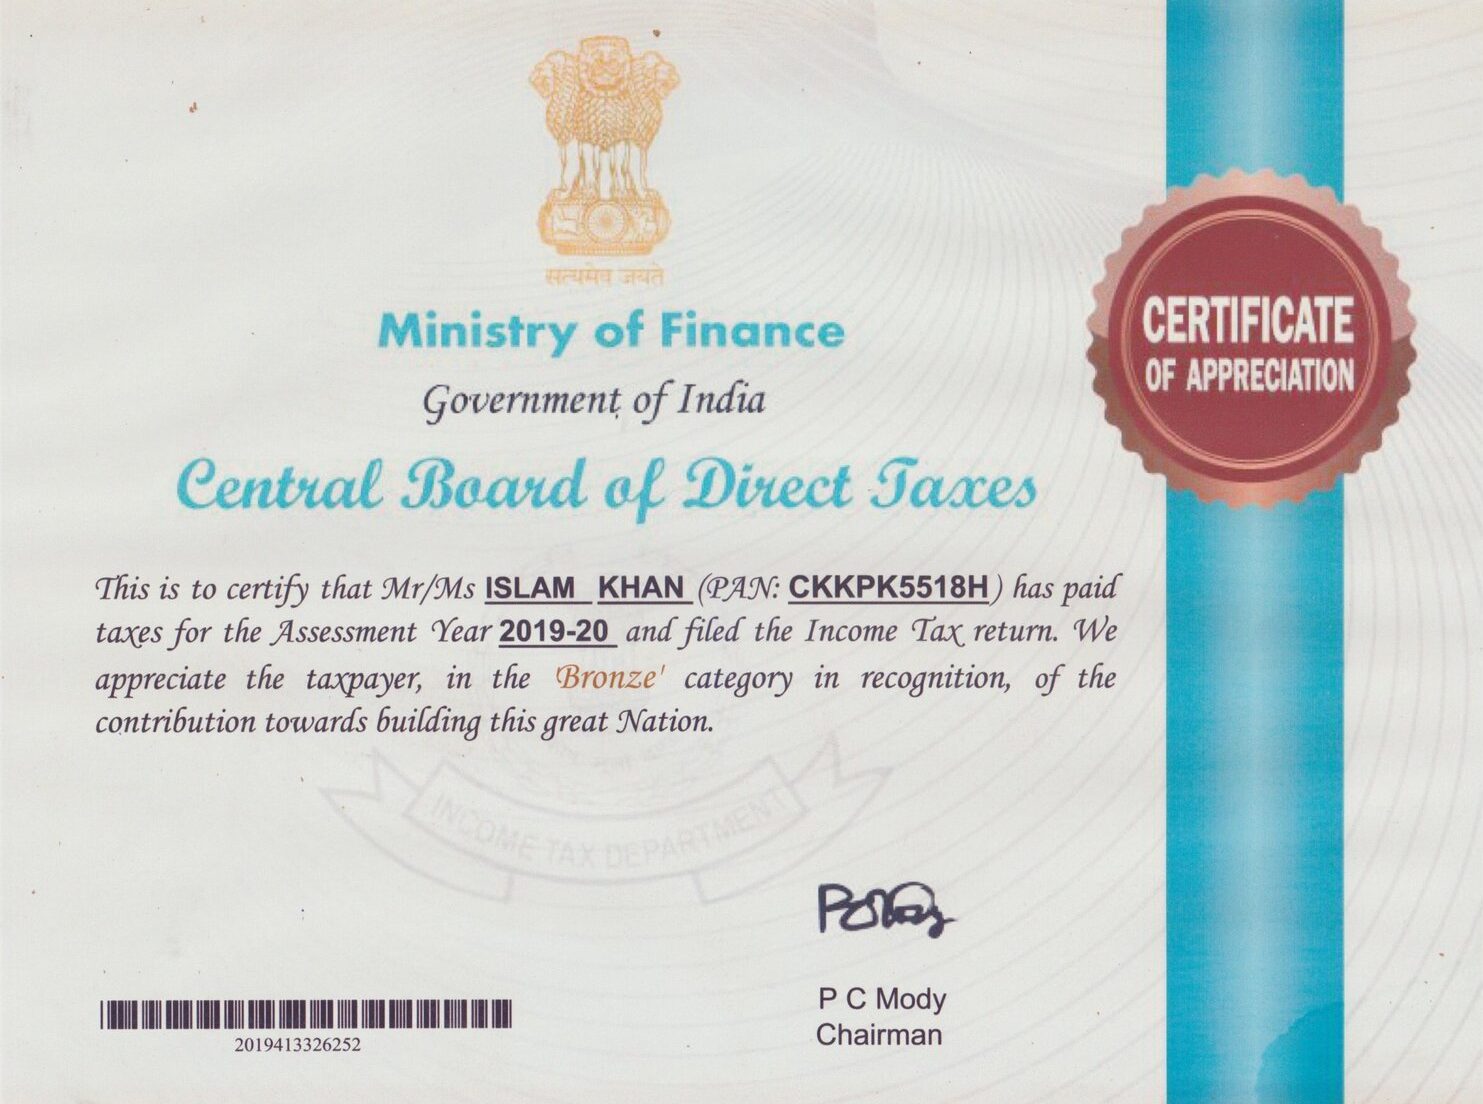 सत्यमेव जयते
Ministry of Finance
Government of India
Central Board of Direct Taxes
CERTIFICATE
OF APPRECIATION
This is to certify that Mr/Ms ISLAM KHAN (PAN: CKKPK5518H) has paid
taxes for the Assessment Year 2019-20 and filed the Income Tax return. We
appreciate the taxpayer, in the 'Bronze' category in recognition, of the
contribution towards building this great Nation.
INCOME TAX DEPARTMENT
P C Mody
Chairman
2019413326252